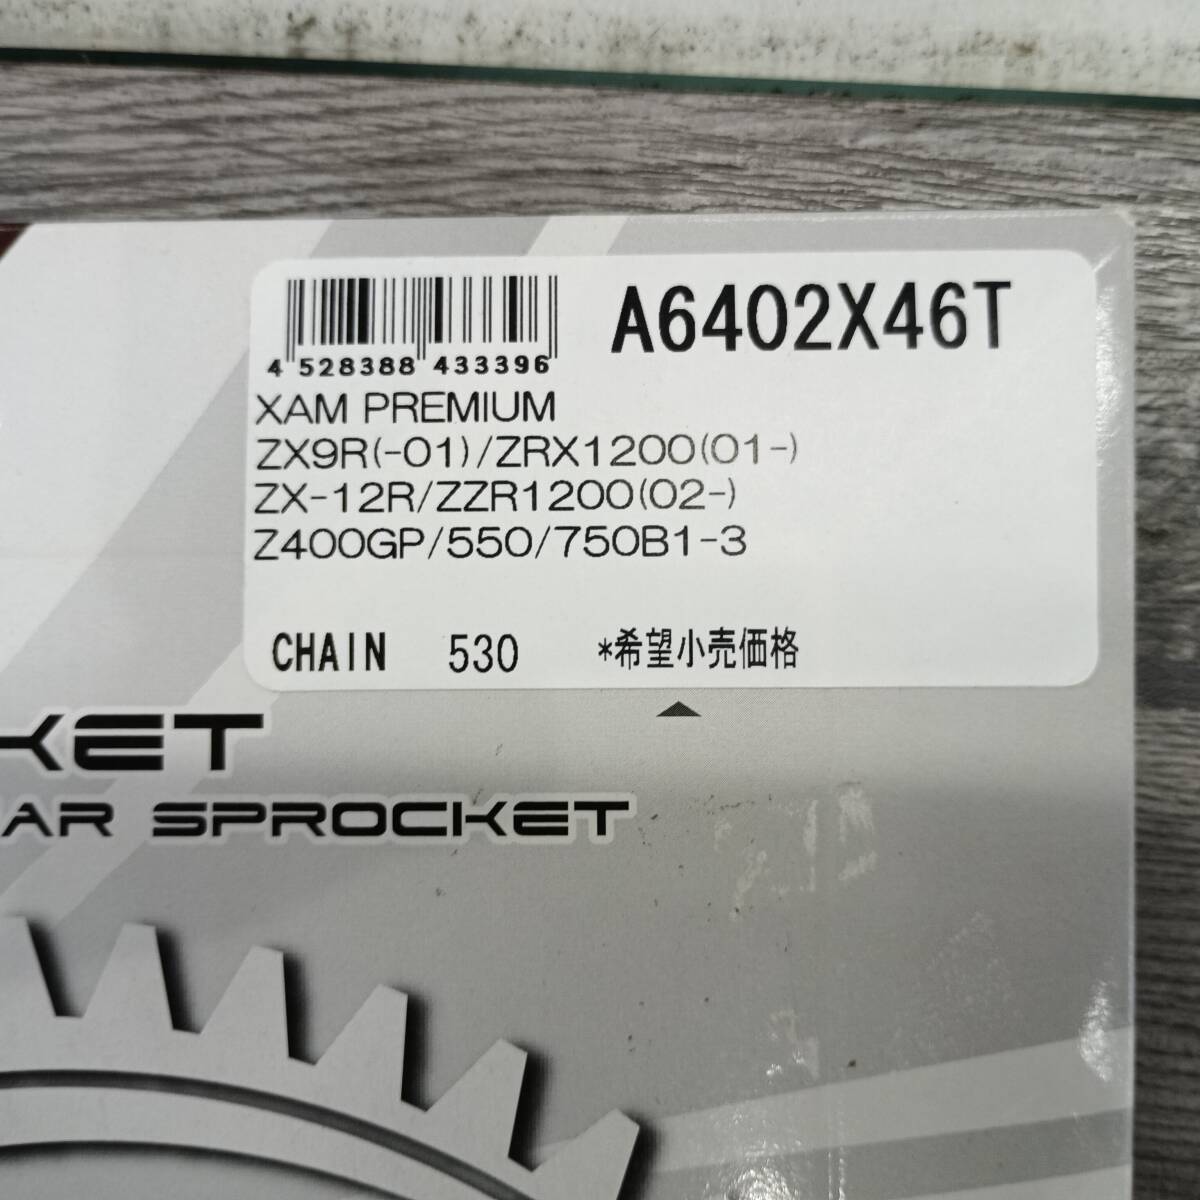 A6402X46T
4 528388 433396
XAM PREMIUM
ZX9R(-01)/ZRX1200(01-)
ZX-12R/ZZR1200(02-)
Z400GP/550/750B1-3
CHAIN 530 *希望小売価格
KET
AR SPROCKET